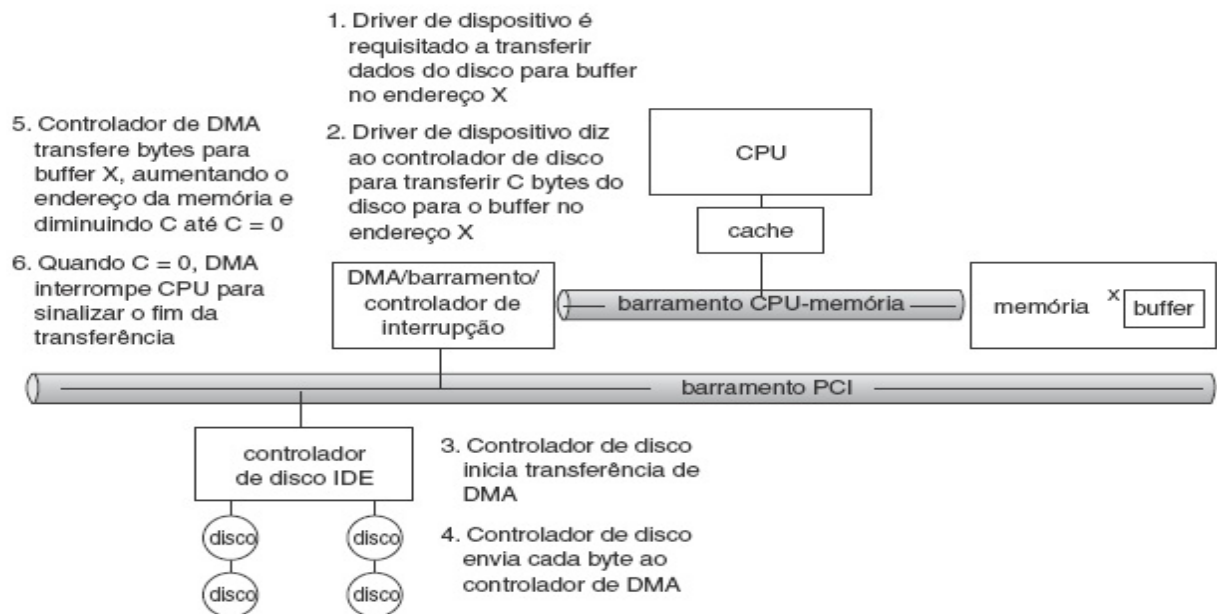 1. Driver de dispositivo é
requisitado a transferir
dados do disco para buffer
no endereço X
2. Driver de dispositivo diz
ao controlador de disco
para transferir C bytes do
disco para o buffer no
endereço X
5. Controlador de DMA
transfere bytes para
buffer X, aumentando o
endereço da memória e
diminuindo C até C = 0
6. Quando C = 0, DMA
interrompe CPU para
sinalizar o fim da
transferência
CPU
cache
DMA/barramento/
controlador de
interrupção
barramento CPU-memória
memória
x
buffer
barramento PCI
controlador
de disco IDE
3. Controlador de disco
inicia transferência de
DMA
4. Controlador de disco
envia cada byte ao
controlador de DMA
disco
disco
disco
disco